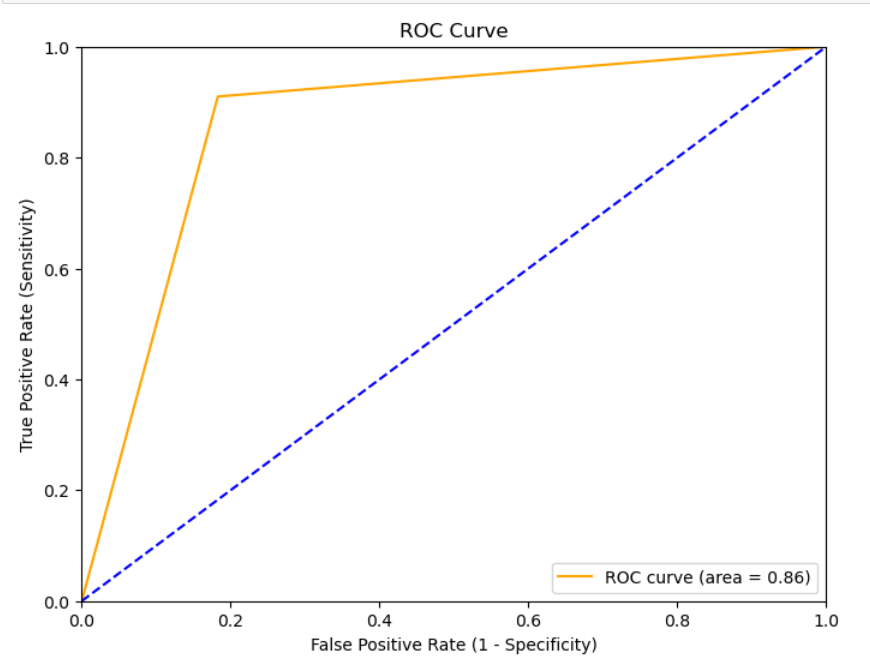 ROC Curve
1.0
0.8
0.6
0.4
0.2
0.0
True Positive Rate (Sensitivity)
ROC curve (area = 0.86)
0.0 0.2 0.4 0.6 0.8 1.0
False Positive Rate (1 - Specificity)